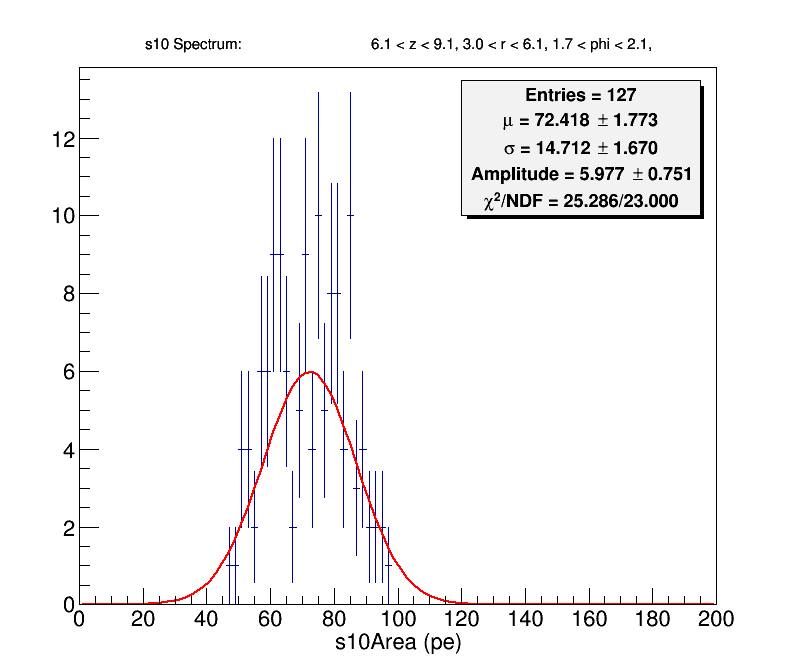 s10 Spectrum: 6.1 < z < 9.1, 3.0 < r < 6.1, 1.7 < phi < 2.1,
Entries = 127
μ = 72.418 ± 1.773
σ = 14.712 ± 1.670
Amplitude = 5.977 ± 0.751
χ²/NDF = 25.286/23.000
12
10
8
6
4
2
0
0 20 40 60 80 100 120 140 160 180 200
s10Area (pe)